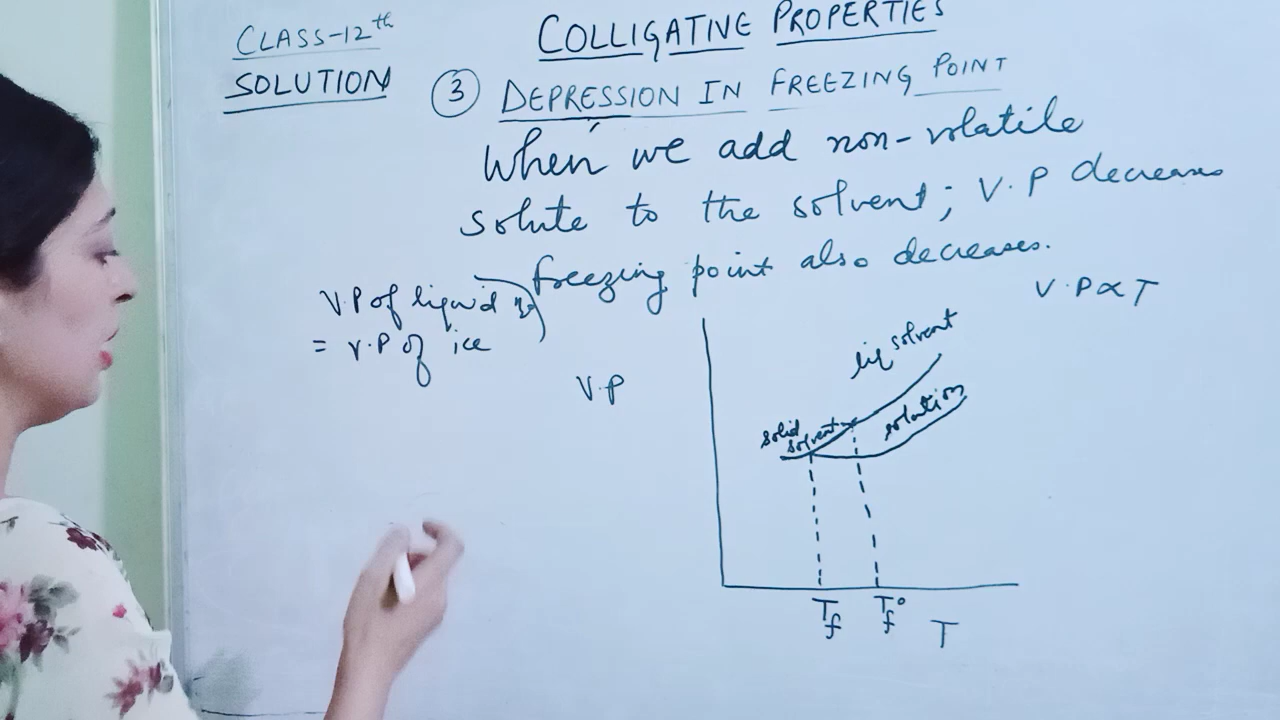 CLASS-12th
SOLUTION
COLLIGATIVE PROPERTIES
3 DEPRESSION IN FREEZING POINT
When we add non-volatile
solute to the solvent; V.P decreases
freezing point also decreases.
V.P of liquid
= V.P of ice
V.P ∝ T
V.P
liq solvent
solid
solvent
solution
Tf Tf°
T